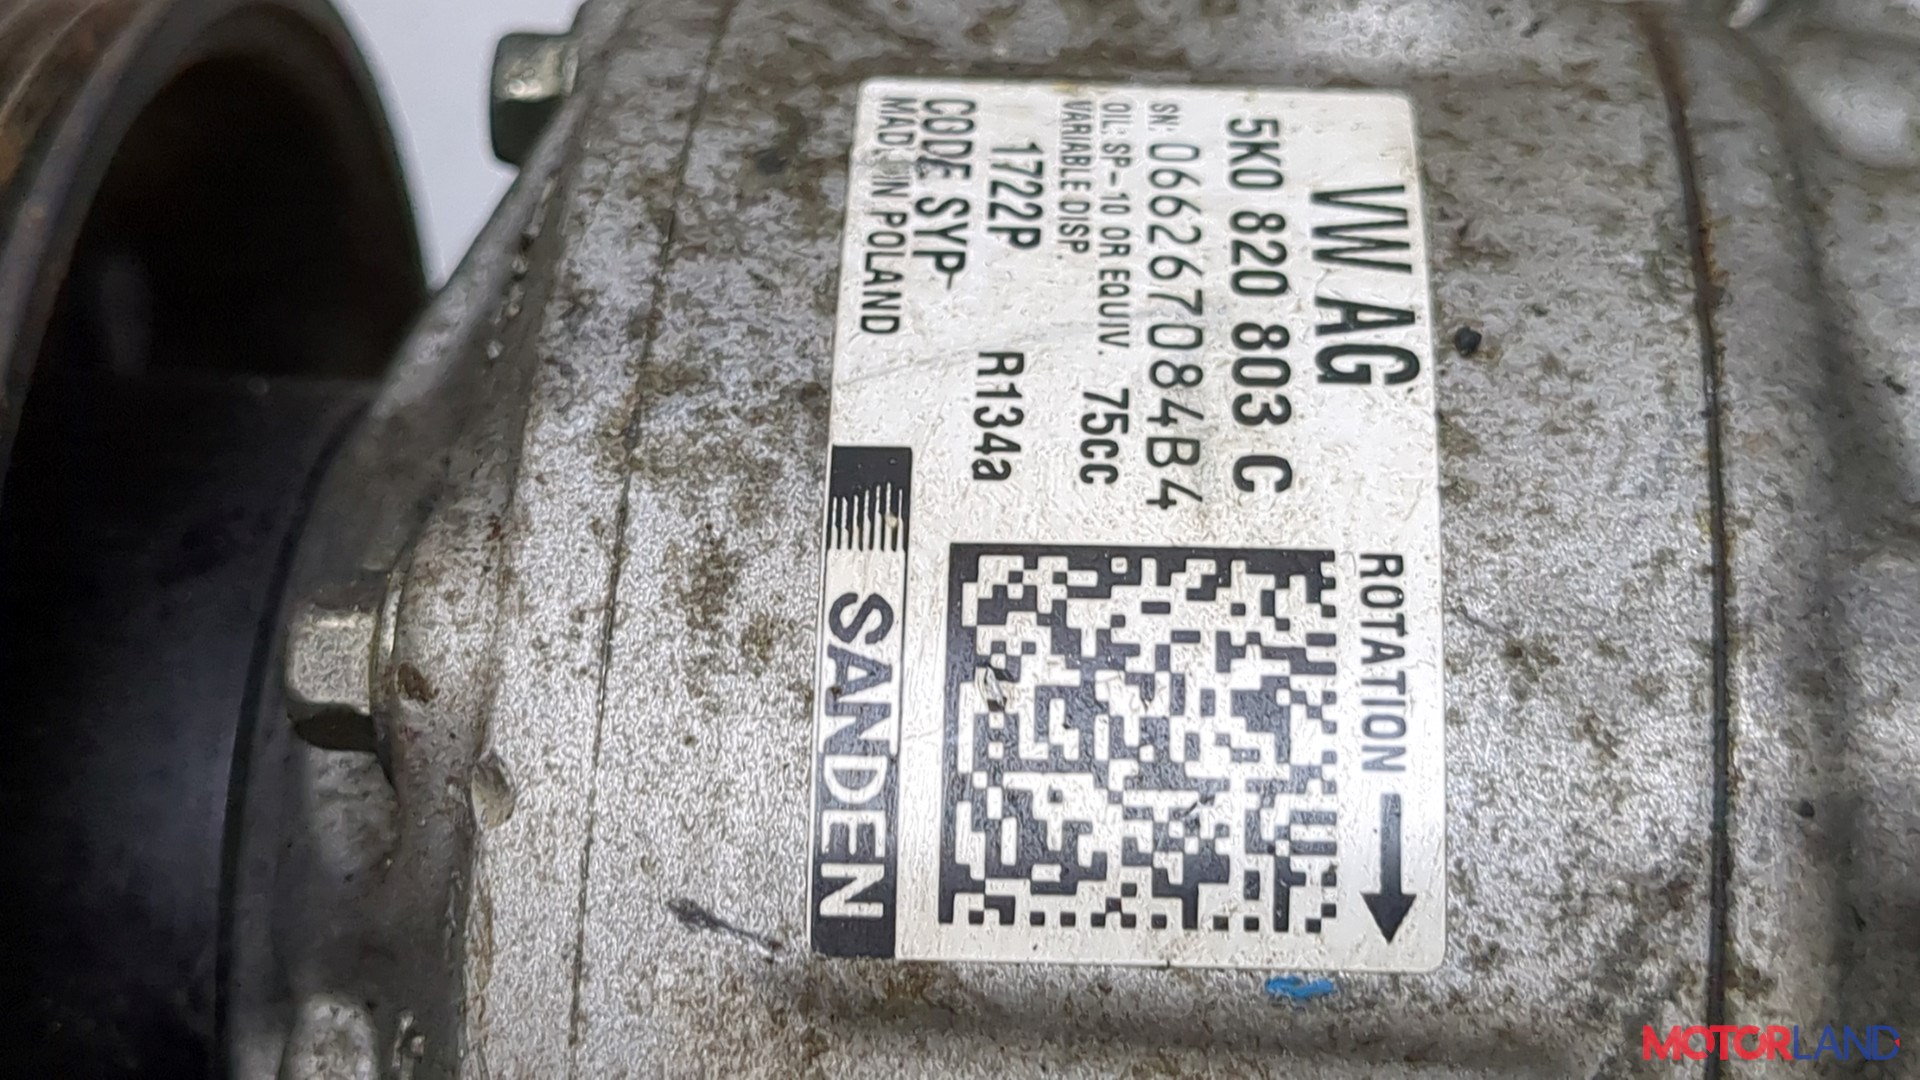 VW AG
5K0 820 803 C
SN: 066267084B4
OIL: SP-10 OR EQUIV. 75cc
VARIABLE DISP
1722P R134a
CODE SYP
MADE IN POLAND
ROTATION
SANDEN
MOTORLAND